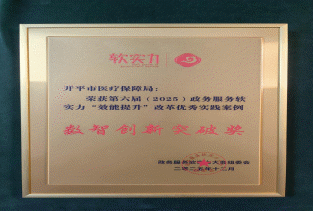 软实力
开平市医疗保障局:
荣获第六届(2025)政务服务软
实力“效能提升”改革优秀实践案例
数智创新突破奖
二〇二五年十二月